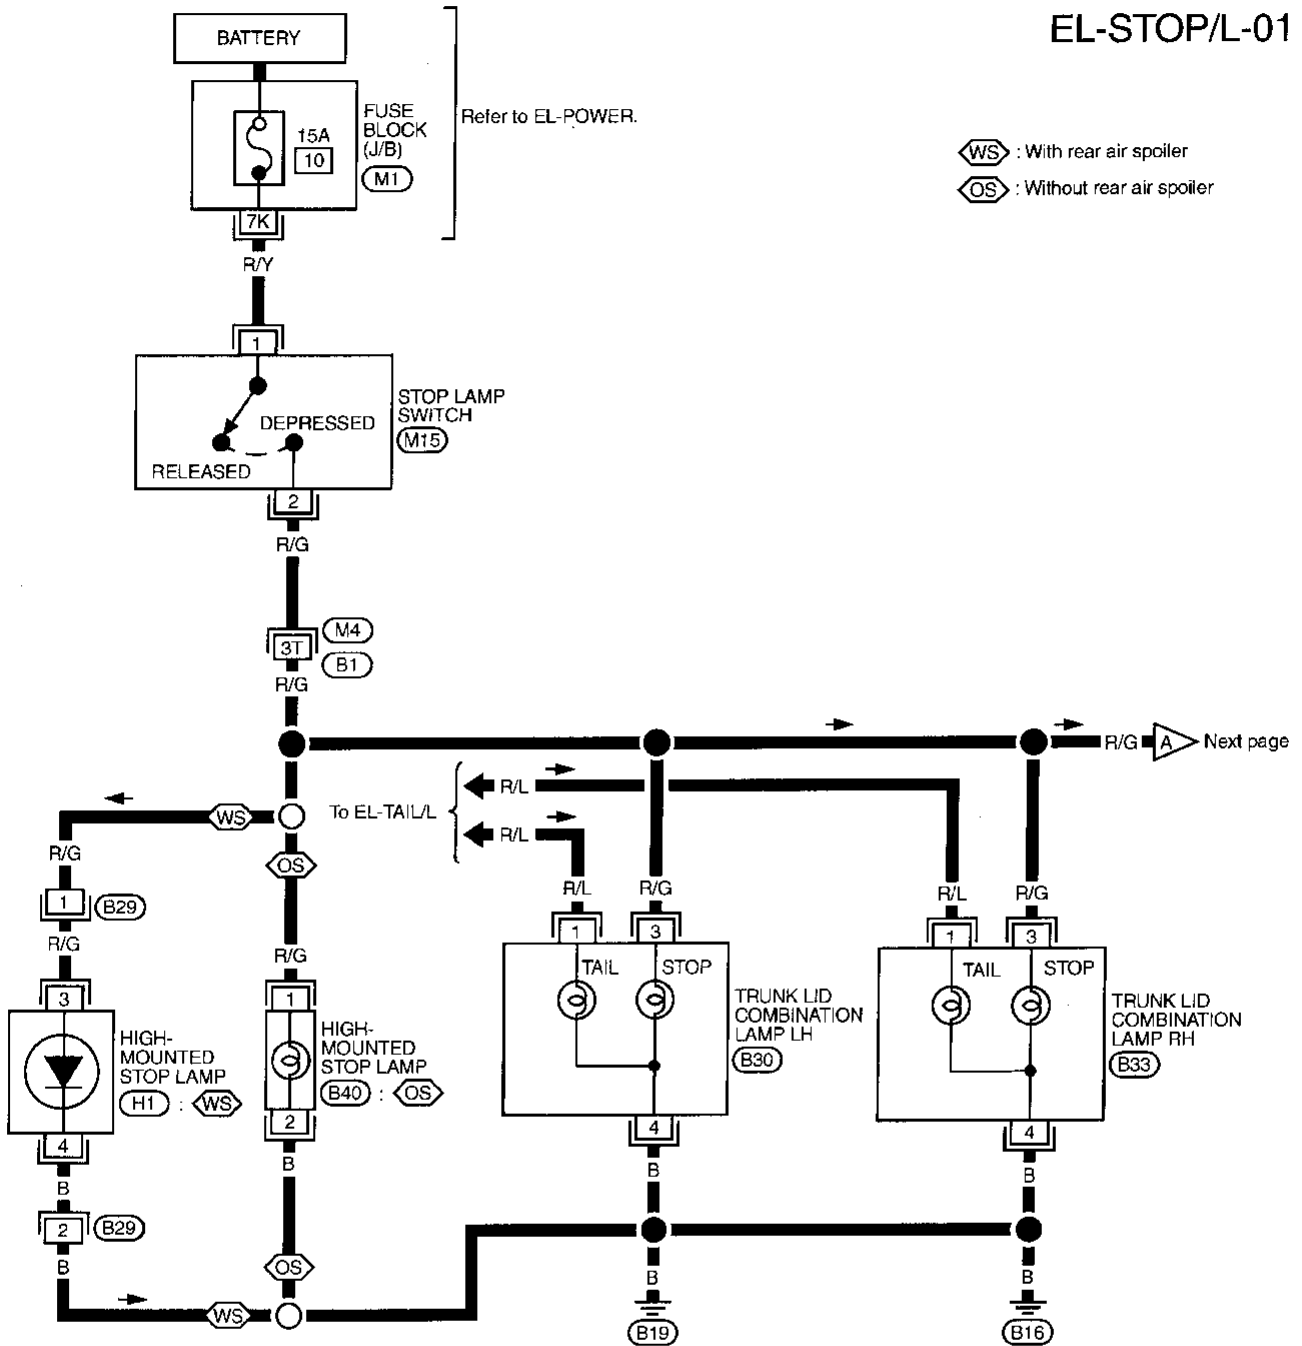 EL-STOP/L-01
BATTERY
FUSE
BLOCK
(J/B)
M1
15A
10
7K
Refer to EL-POWER.
WS : With rear air spoiler
OS : Without rear air spoiler
R/Y
1
STOP LAMP
SWITCH
M15
DEPRESSED
RELEASED
2
R/G
3T
M4
B1
R/G
R/G A Next page
To EL-TAIL/L
R/L
R/L
WS
OS
R/G
1 B29
R/G
3
HIGH-
MOUNTED
STOP LAMP
H1 : WS
4
B
2 B29
B
WS
R/G
1
HIGH-
MOUNTED
STOP LAMP
B40 : OS
2
B
OS
R/L R/G
1 3
TAIL STOP
TRUNK LID
COMBINATION
LAMP LH
B30
4
B
B
B19
R/L R/G
1 3
TAIL STOP
TRUNK LID
COMBINATION
LAMP RH
B33
4
B
B
B16